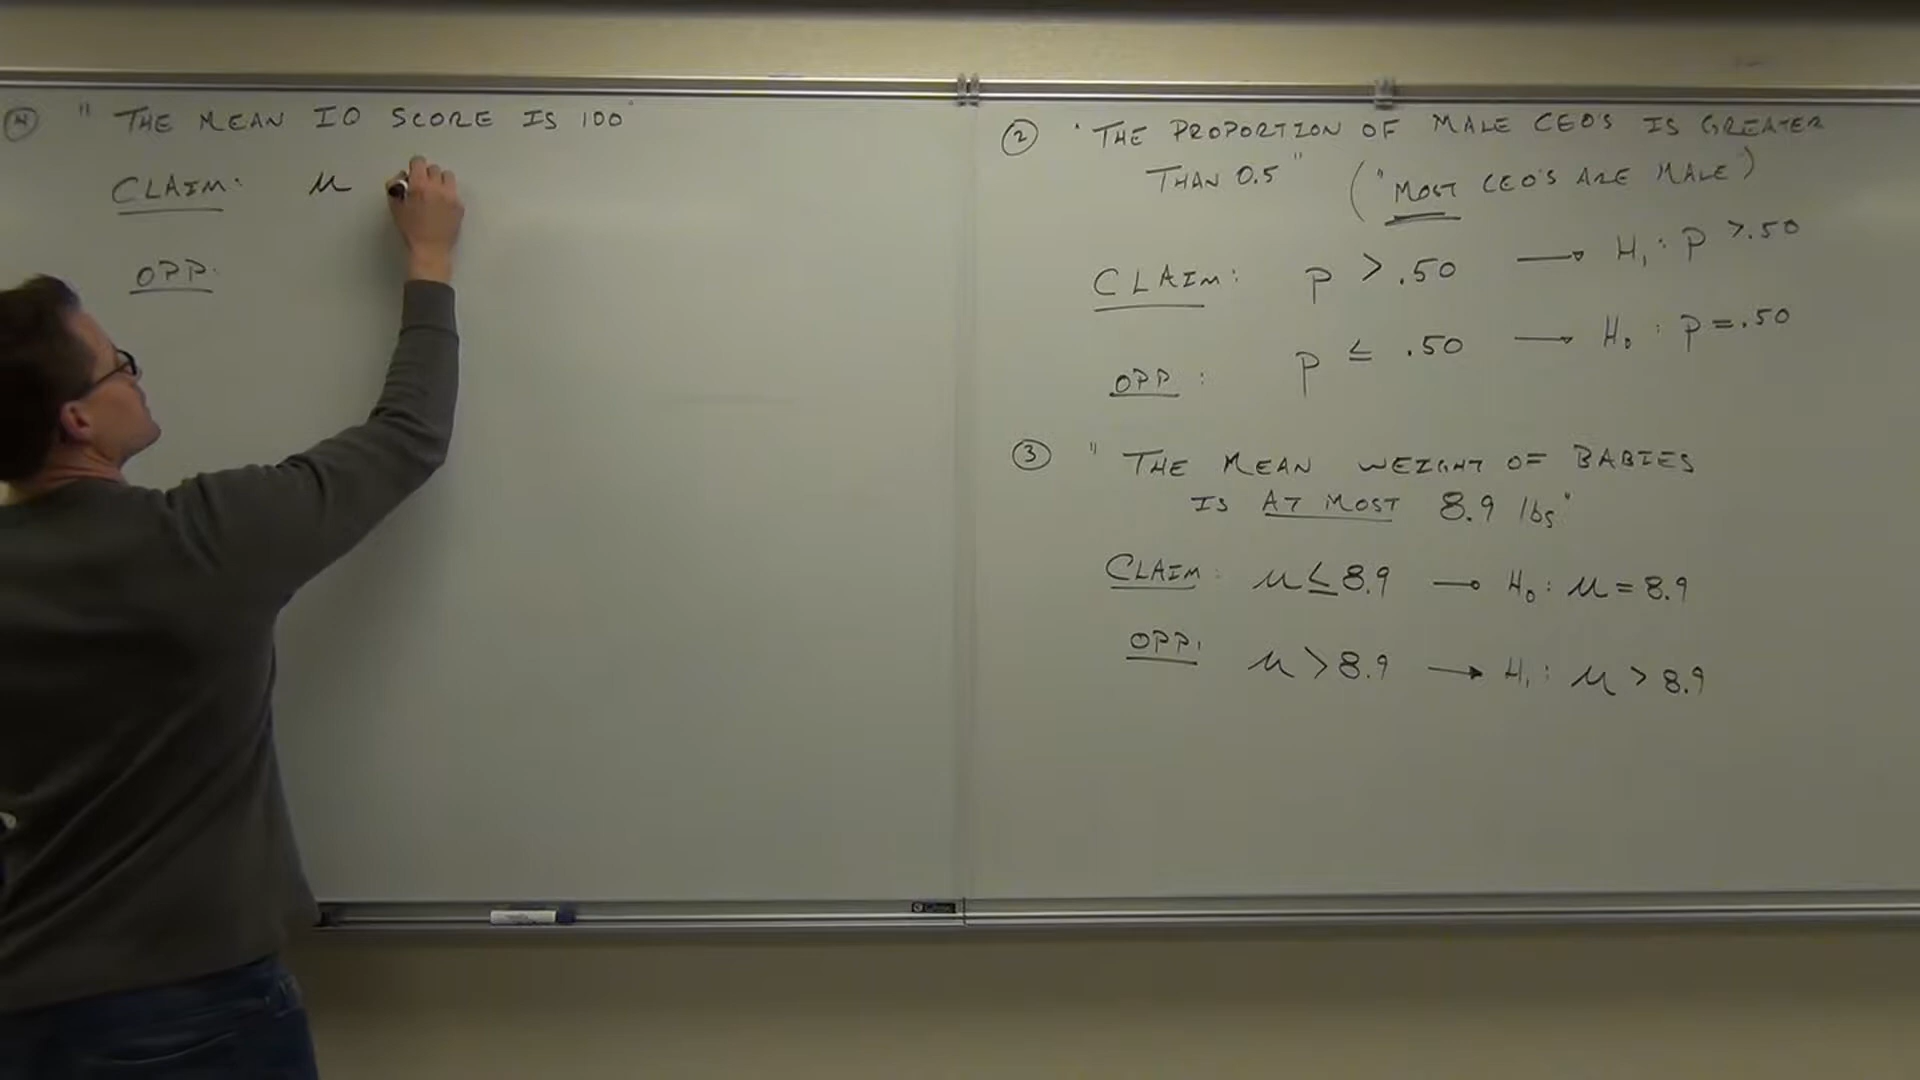 ④ "THE MEAN IQ SCORE IS 100"
CLAIM: μ
OPP:
② "THE PROPORTION OF MALE CEO'S IS GREATER
THAN 0.5" ("MOST CEO'S ARE MALE")
CLAIM: p > .50 → H₁: p > .50
OPP: p ≤ .50 → H₀: p = .50
③ "THE MEAN WEIGHT OF BABIES
IS AT MOST 8.9 lbs"
CLAIM: μ ≤ 8.9 → H₀: μ = 8.9
OPP: μ > 8.9 → H₁: μ > 8.9